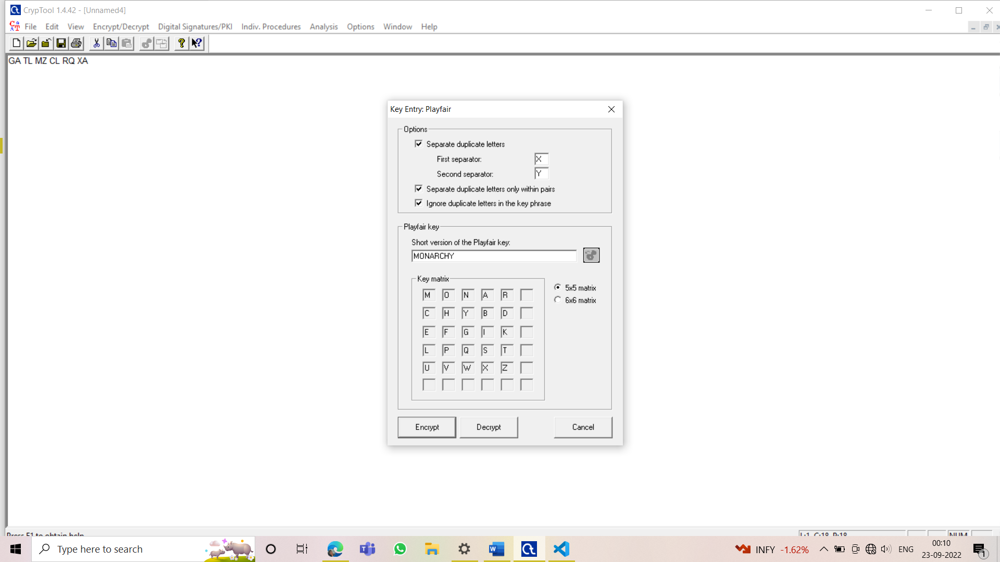 CrypTool 1.4.42 - [Unnamed4]
File Edit View Encrypt/Decrypt Digital Signatures/PKI Indiv. Procedures Analysis Options Window Help
GA TL MZ CL RQ XA
Key Entry: Playfair
Options
Separate duplicate letters
First separator: X
Second separator: Y
Separate duplicate letters only within pairs
Ignore duplicate letters in the key phrase
Playfair key
Short version of the Playfair key:
MONARCHY
Key matrix
M O N A R
C H Y B D
E F G I K
L P Q S T
U V W X Z
5x5 matrix
6x6 matrix
Encrypt Decrypt Cancel
Press F1 to obtain help
L:1 C:18 P:18 NUM
Type here to search
INFY -1.62%
ENG
00:10
23-09-2022
1